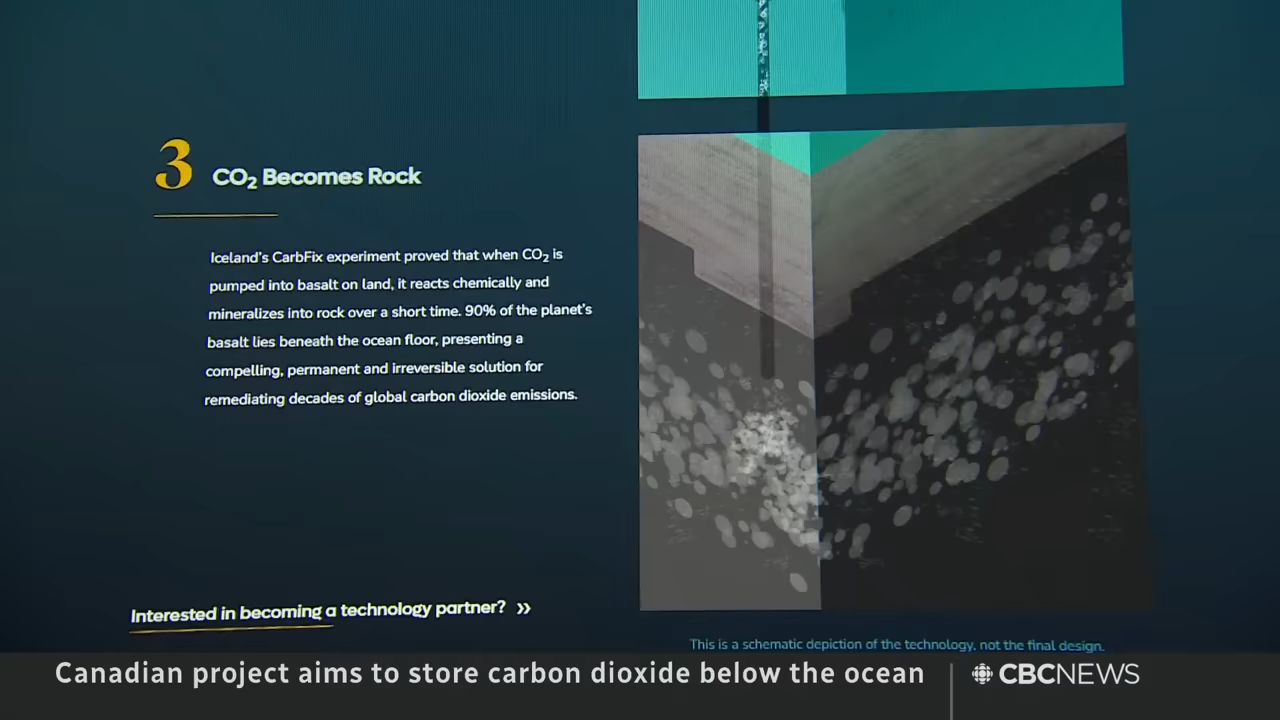 3
CO₂ Becomes Rock
Iceland's CarbFix experiment proved that when CO₂ is
pumped into basalt on land, it reacts chemically and
mineralizes into rock over a short time. 90% of the planet's
basalt lies beneath the ocean floor, presenting a
compelling, permanent and irreversible solution for
remediating decades of global carbon dioxide emissions.
Interested in becoming a technology partner? »
This is a schematic depiction of the technology, not the final design.
Canadian project aims to store carbon dioxide below the ocean
CBCNEWS